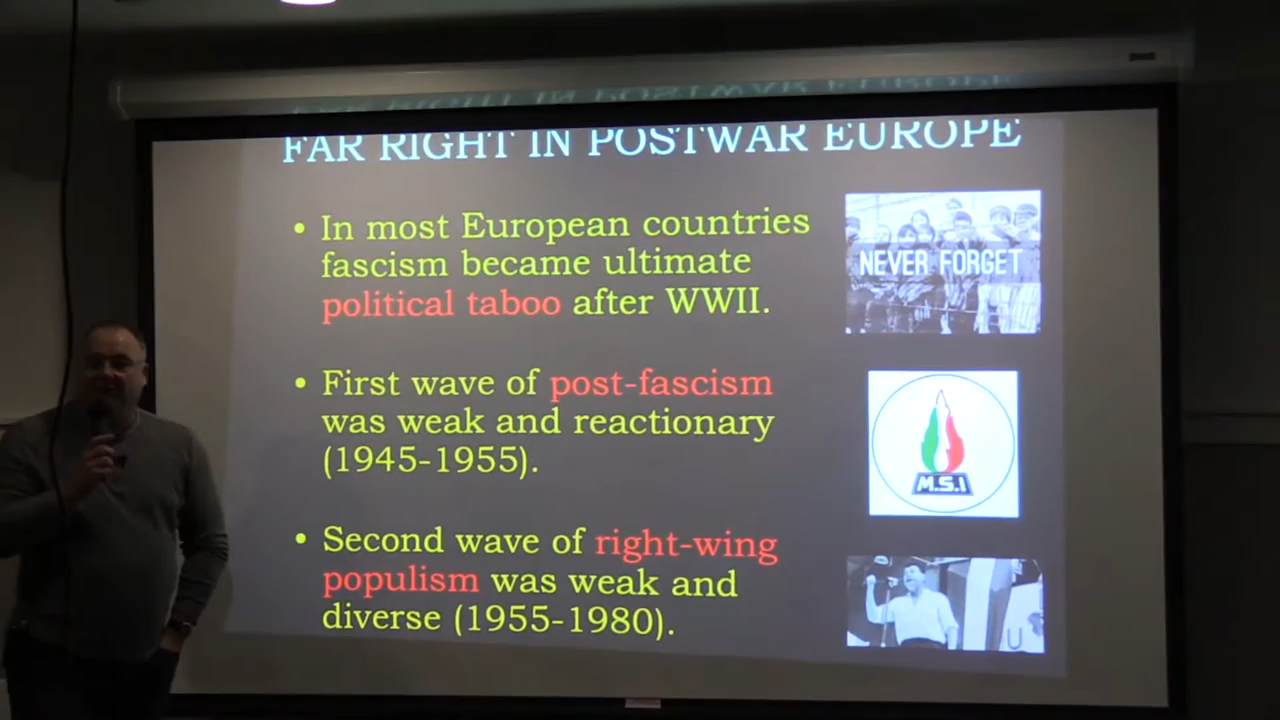 FAR RIGHT IN POSTWAR EUROPE
• In most European countries
fascism became ultimate
political taboo after WWII.
NEVER FORGET
• First wave of post-fascism
was weak and reactionary
(1945-1955).
M.S.I
• Second wave of right-wing
populism was weak and
diverse (1955-1980).
U